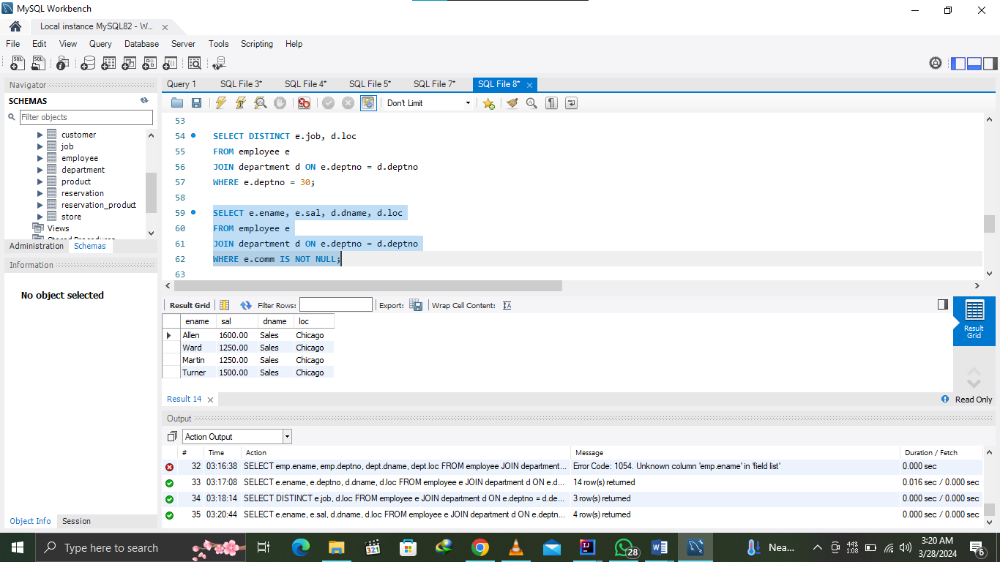 MySQL Workbench
Local instance MySQL82 - W...
File Edit View Query Database Server Tools Scripting Help
Navigator
SCHEMAS
Filter objects
customer
job
employee
department
product
reservation
reservation_product
store
Views
Stored Procedures
Administration Schemas
Information
No object selected
Object Info Session
Query 1 SQL File 3* SQL File 4* SQL File 5* SQL File 7* SQL File 8*
Don't Limit
53
54 SELECT DISTINCT e.job, d.loc
55 FROM employee e
56 JOIN department d ON e.deptno = d.deptno
57 WHERE e.deptno = 30;
58
59 SELECT e.ename, e.sal, d.dname, d.loc
60 FROM employee e
61 JOIN department d ON e.deptno = d.deptno
62 WHERE e.comm IS NOT NULL;
63
Result Grid Filter Rows: Export: Wrap Cell Content:
ename sal dname loc
Allen 1600.00 Sales Chicago
Ward 1250.00 Sales Chicago
Martin 1250.00 Sales Chicago
Turner 1500.00 Sales Chicago
Result Grid
Result 14
Read Only
Output
Action Output
# Time Action Message Duration / Fetch
32 03:16:38 SELECT emp.ename, emp.deptno, dept.dname, dept.loc FROM employee JOIN department... Error Code: 1054. Unknown column 'emp.ename' in 'field list' 0.000 sec
33 03:17:08 SELECT e.ename, e.deptno, d.dname, d.loc FROM employee e JOIN department d ON e.d... 14 row(s) returned 0.016 sec / 0.000 sec
34 03:18:14 SELECT DISTINCT e.job, d.loc FROM employee e JOIN department d ON e.deptno = d.de... 3 row(s) returned 0.000 sec / 0.000 sec
35 03:20:44 SELECT e.ename, e.sal, d.dname, d.loc FROM employee e JOIN department d ON e.deptn... 4 row(s) returned 0.000 sec / 0.000 sec
Type here to search
321
28
Nea...
44%
1:08
3:20 AM
3/28/2024
6